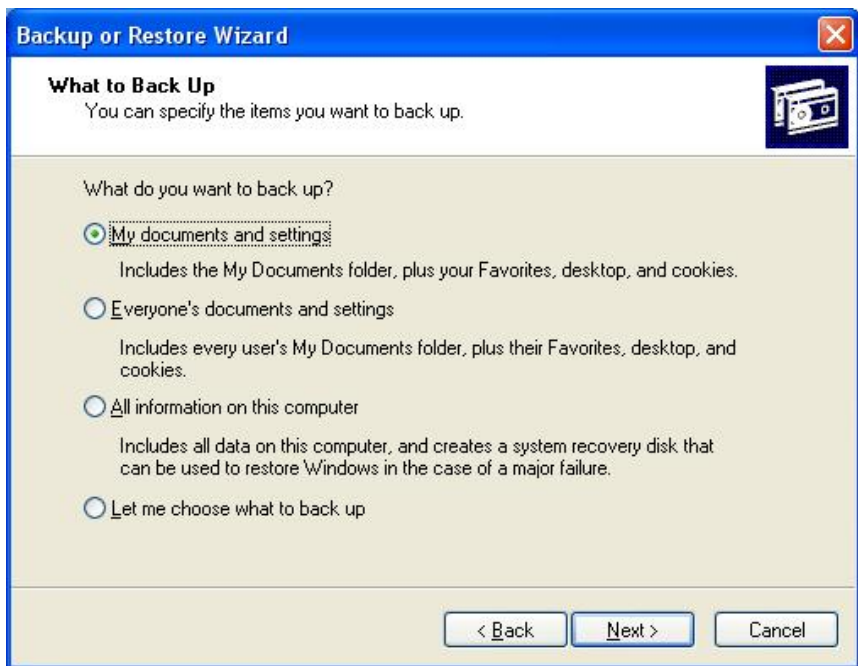 Backup or Restore Wizard
What to Back Up
You can specify the items you want to back up.
What do you want to back up?
My documents and settings
Includes the My Documents folder, plus your Favorites, desktop, and cookies.
Everyone's documents and settings
Includes every user's My Documents folder, plus their Favorites, desktop, and
cookies.
All information on this computer
Includes all data on this computer, and creates a system recovery disk that
can be used to restore Windows in the case of a major failure.
Let me choose what to back up
< Back
Next >
Cancel